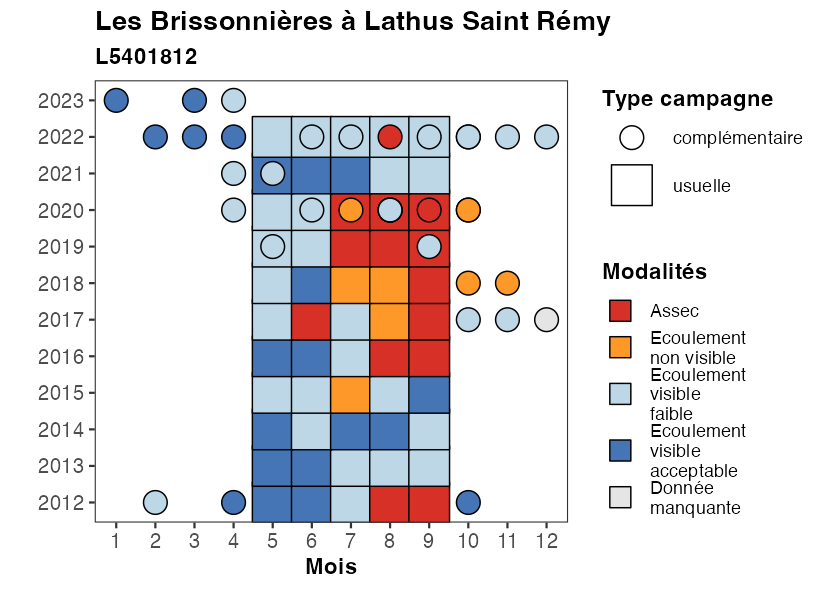 Les Brissonnières à Lathus Saint Rémy
L5401812
2023
2022
2021
2020
2019
2018
2017
2016
2015
2014
2013
2012
1 2 3 4 5 6 7 8 9 10 11 12
Mois
Type campagne
complémentaire
usuelle
Modalités
Assec
Ecoulement
non visible
Ecoulement
visible
faible
Ecoulement
visible
acceptable
Donnée
manquante